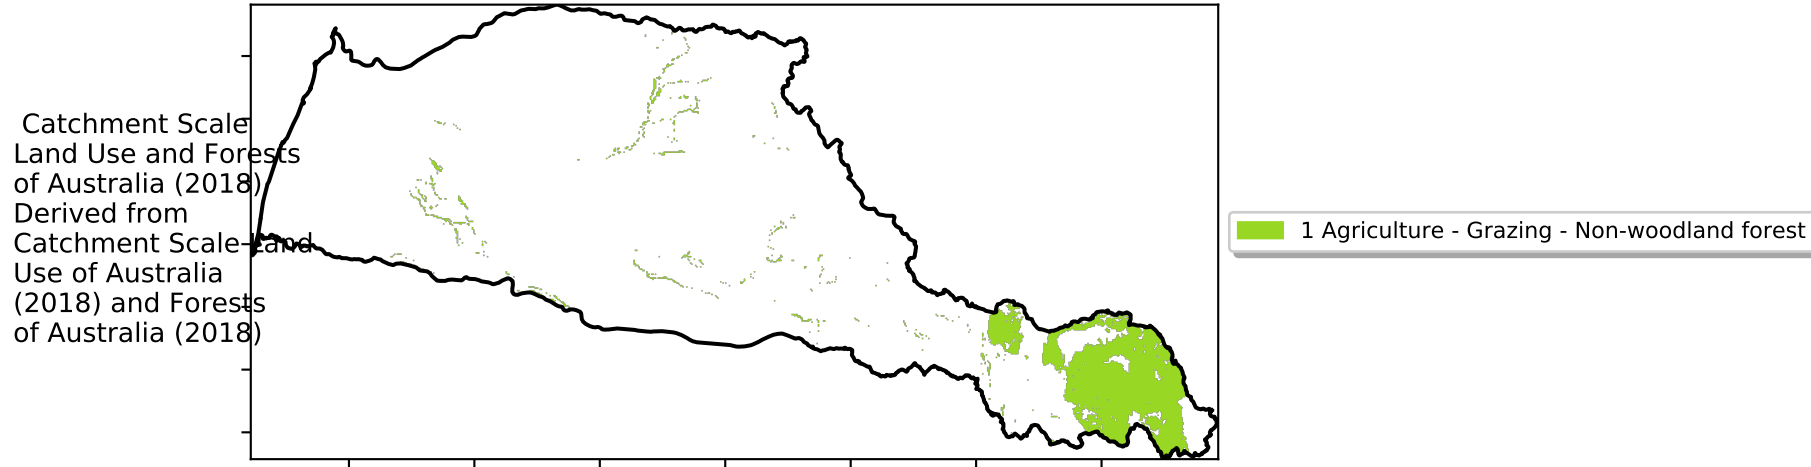 Catchment Scale
Land Use and Forests
of Australia (2018)
Derived from
Catchment Scale Land
Use of Australia
(2018) and Forests
of Australia (2018)
1 Agriculture - Grazing - Non-woodland forest